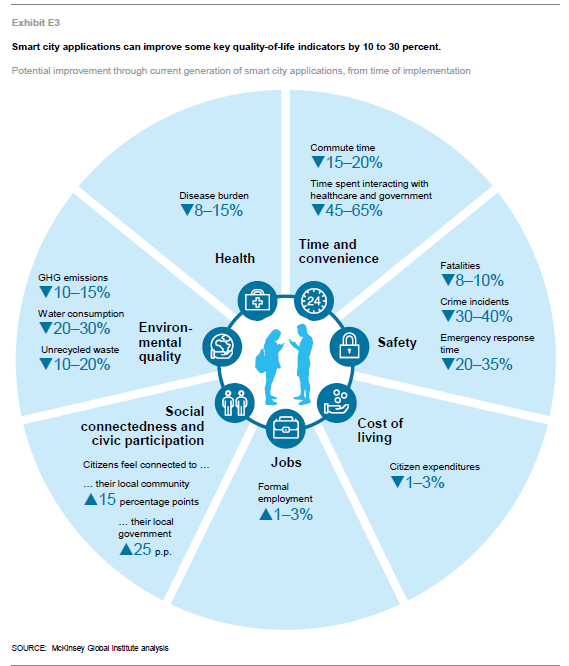 Exhibit E3
Smart city applications can improve some key quality-of-life indicators by 10 to 30 percent.
Potential improvement through current generation of smart city applications, from time of implementation
Disease burden
▼8–15%
Health
Commute time
▼15–20%
Time spent interacting with
healthcare and government
▼45–65%
Time and
convenience
24
Fatalities
▼8–10%
Crime incidents
▼30–40%
Emergency response
time
▼20–35%
Safety
Cost of
living
Citizen expenditures
▼1–3%
Jobs
Formal
employment
▲1–3%
Social
connectedness and
civic participation
Citizens feel connected to …
… their local community
▲15 percentage points
… their local
government
▲25 p.p.
GHG emissions
▼10–15%
Water consumption
▼20–30%
Unrecycled waste
▼10–20%
Environ-
mental
quality
SOURCE: McKinsey Global Institute analysis